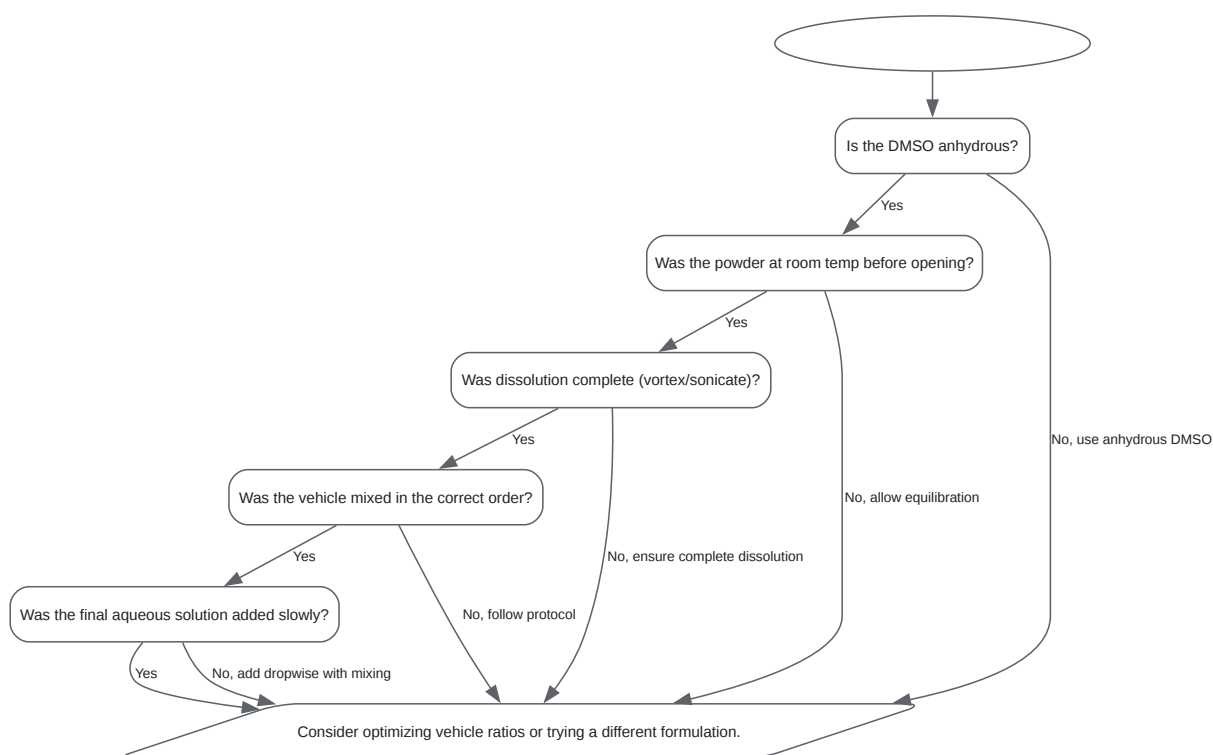 Is the DMSO anhydrous?
Yes
Was the powder at room temp before opening?
Yes
Was dissolution complete (vortex/sonicate)?
Yes
No, use anhydrous DMSO
Was the vehicle mixed in the correct order?
No, allow equilibration
Yes
No, ensure complete dissolution
Was the final aqueous solution added slowly?
No, follow protocol
Yes
No, add dropwise with mixing
Consider optimizing vehicle ratios or trying a different formulation.